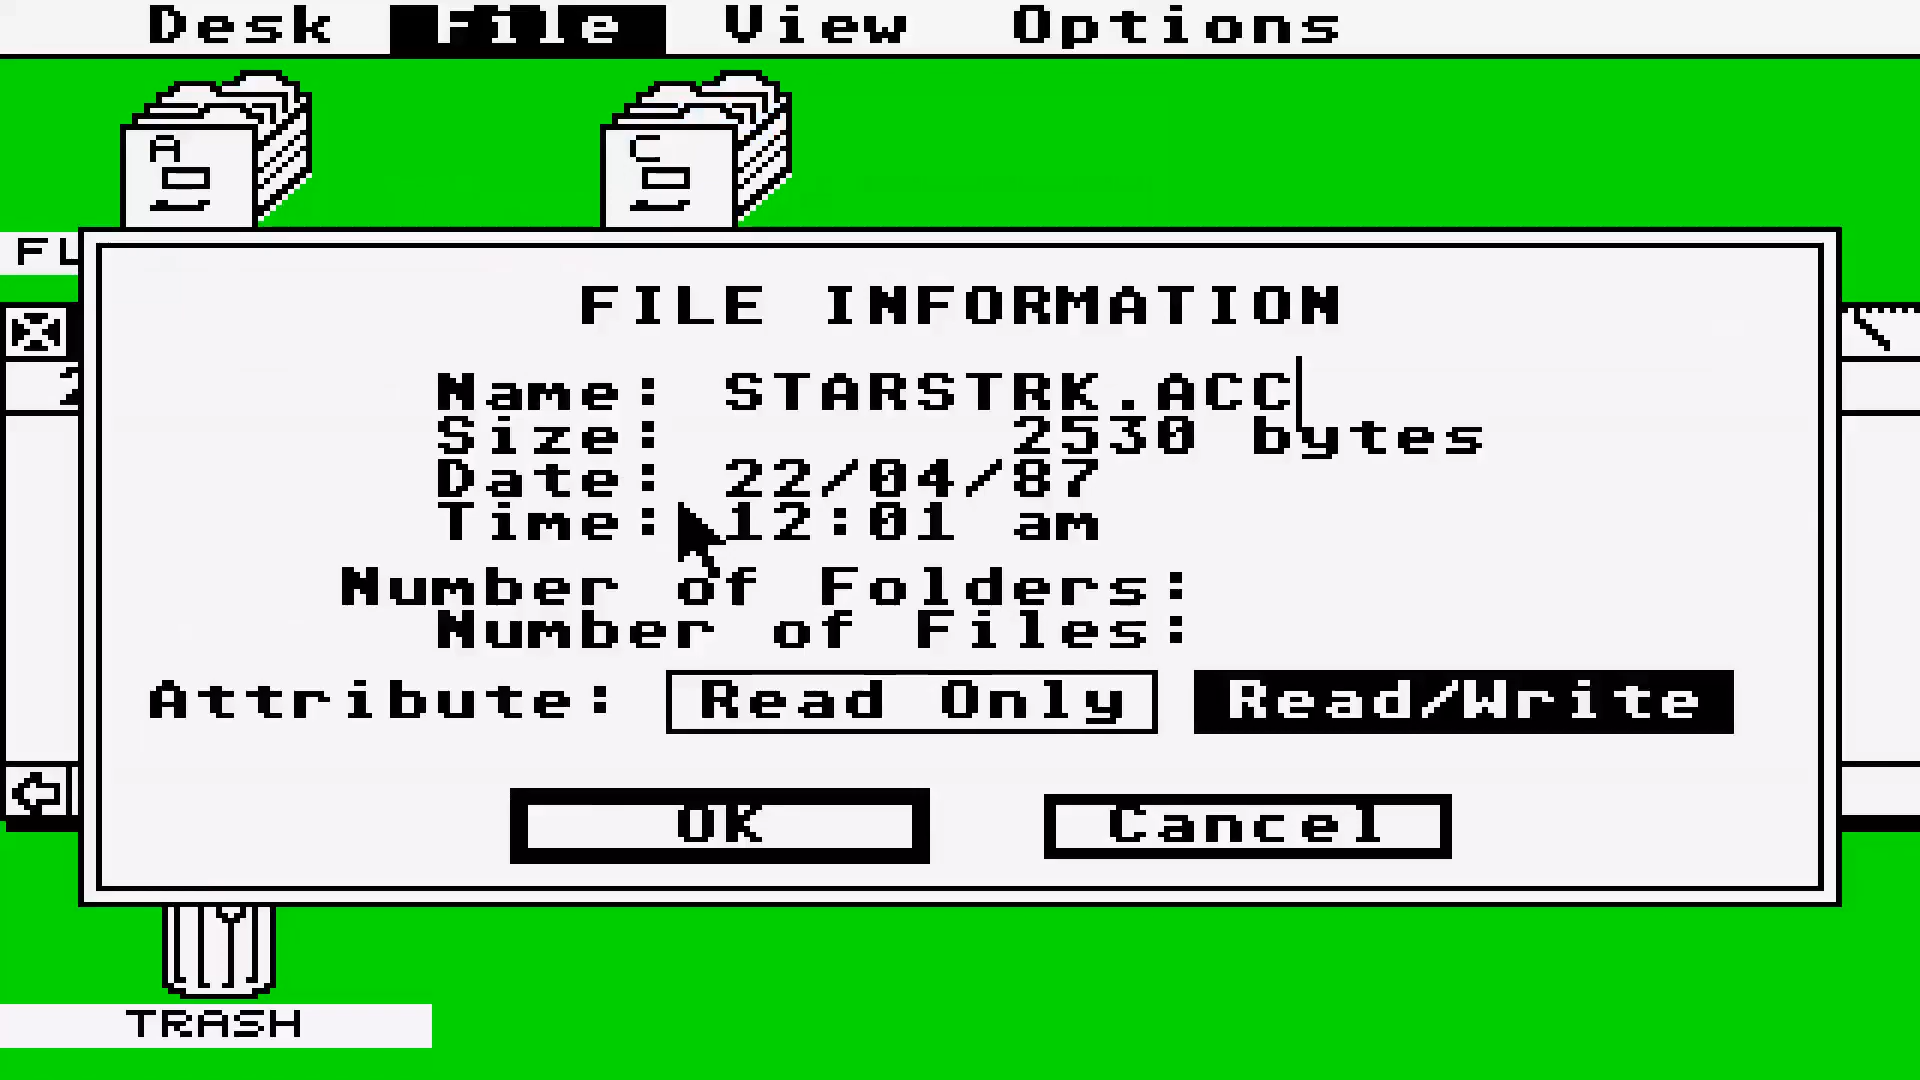 Desk File View Options
A C
FL
FILE INFORMATION
Name: STARSTRK.ACC
Size: 2530 bytes
Date: 22/04/87
Time: 12:01 am
Number of Folders:
Number of Files:
Attribute: Read Only Read/Write
OK Cancel
TRASH